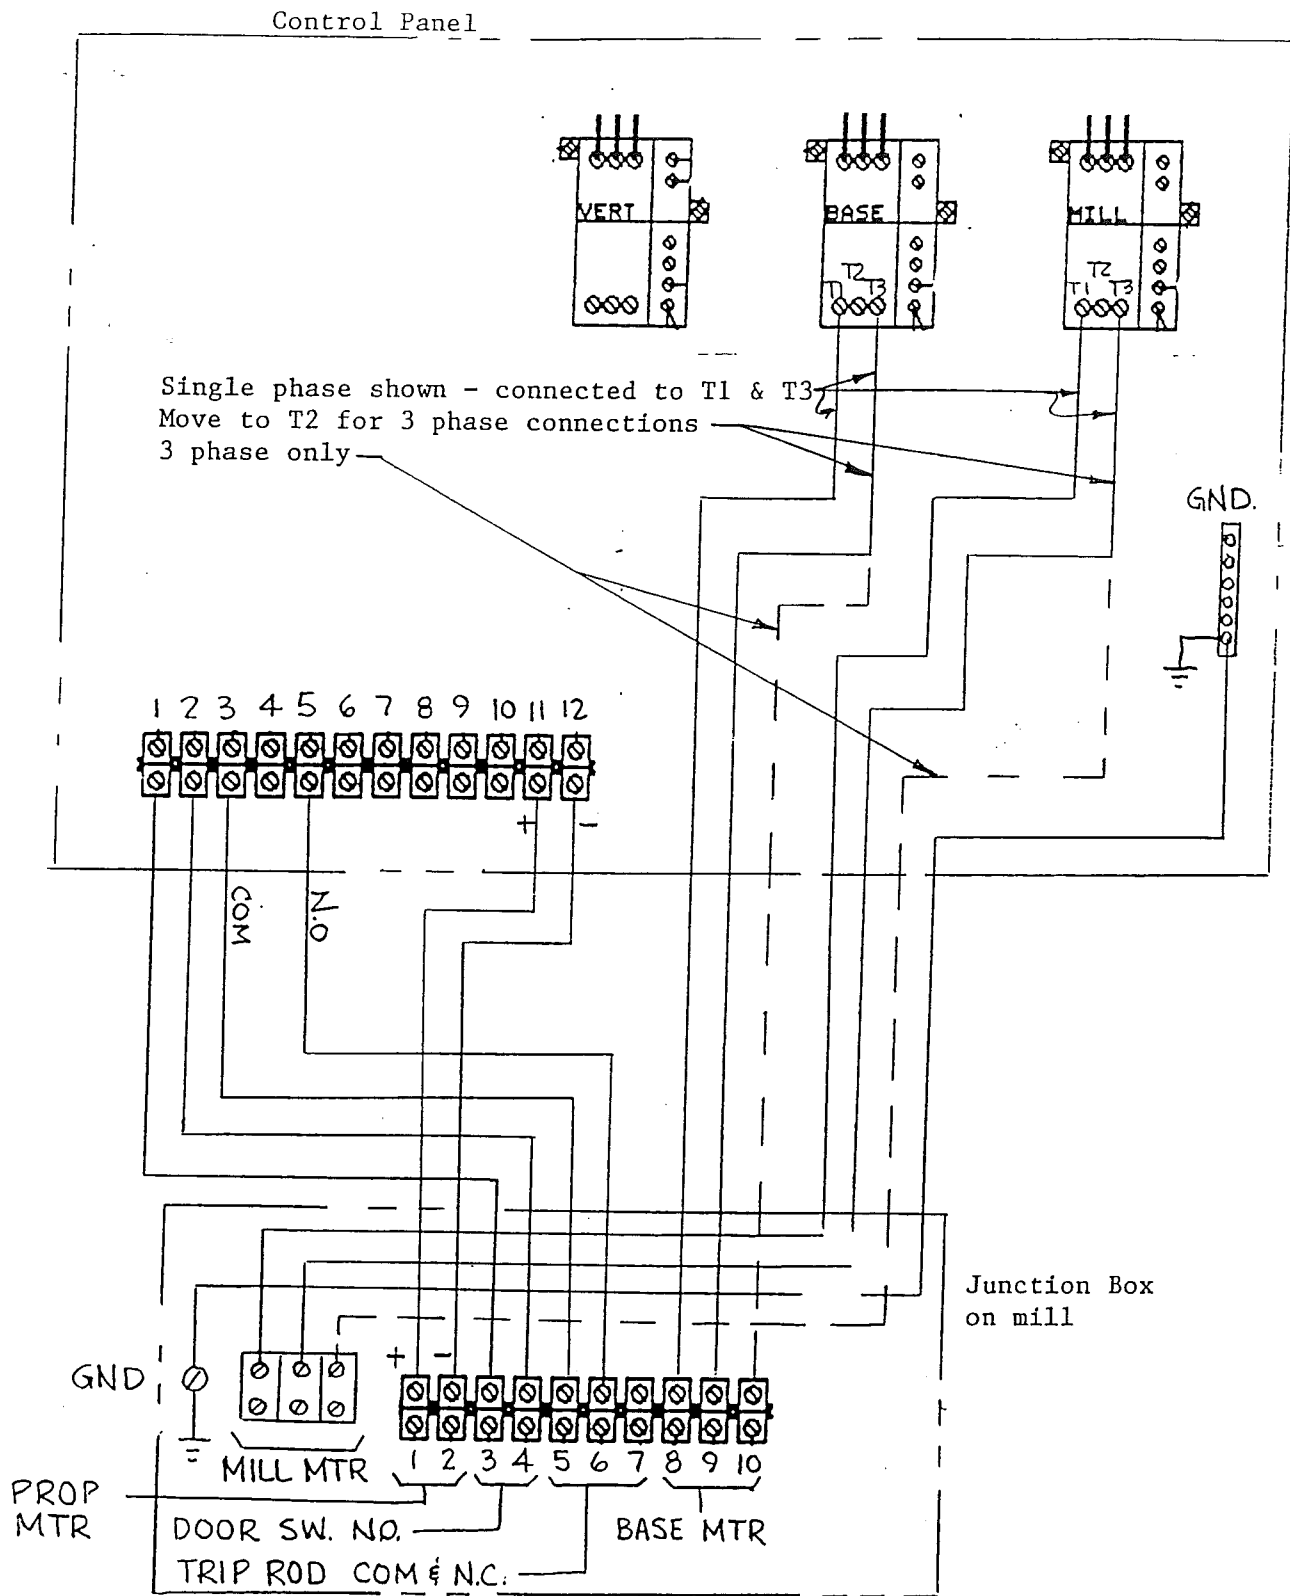 Control Panel
VERT
BASE
MILL
T1 T2 T3
T1 T2 T3
Single phase shown - connected to T1 & T3
Move to T2 for 3 phase connections
3 phase only
GND.
1 2 3 4 5 6 7 8 9 10 11 12
+ -
COM
N.O
Junction Box
on mill
+ -
GND
MILL MTR
1 2 3 4 5 6 7 8 9 10
PROP
MTR
DOOR SW. NO.
BASE MTR
TRIP ROD COM & N.C.